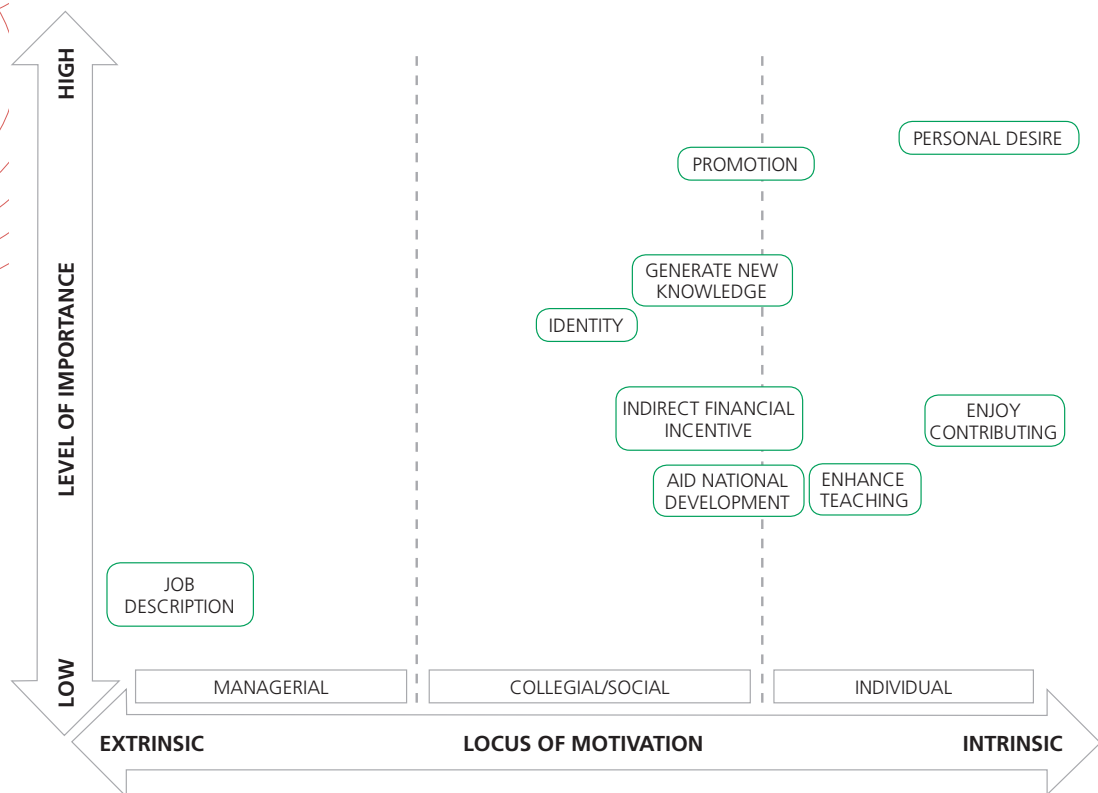 HIGH
PERSONAL DESIRE
PROMOTION
GENERATE NEW
KNOWLEDGE
IDENTITY
LEVEL OF IMPORTANCE
INDIRECT FINANCIAL
INCENTIVE
ENJOY
CONTRIBUTING
AID NATIONAL
DEVELOPMENT
ENHANCE
TEACHING
JOB
DESCRIPTION
LOW
MANAGERIAL
COLLEGIAL/SOCIAL
INDIVIDUAL
EXTRINSIC
LOCUS OF MOTIVATION
INTRINSIC